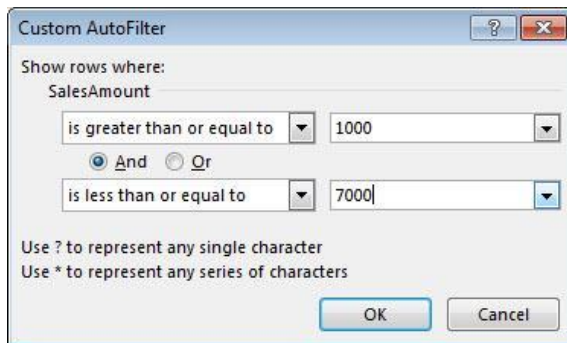 Custom AutoFilter ?
Show rows where:
SalesAmount
is greater than or equal to 1000
And Or
is less than or equal to 7000
Use ? to represent any single character
Use * to represent any series of characters
OK Cancel